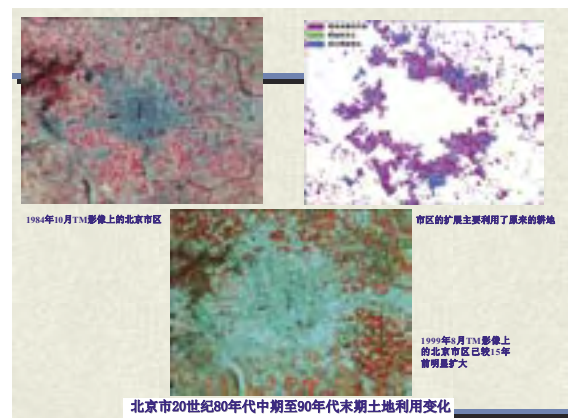 1984年10月TM影像上的北京市区
市区的扩展主要利用了原来的耕地
1999年8月TM影像上
的北京市区已较15年
前明显扩大
北京市20世纪80年代中期至90年代末期土地利用变化